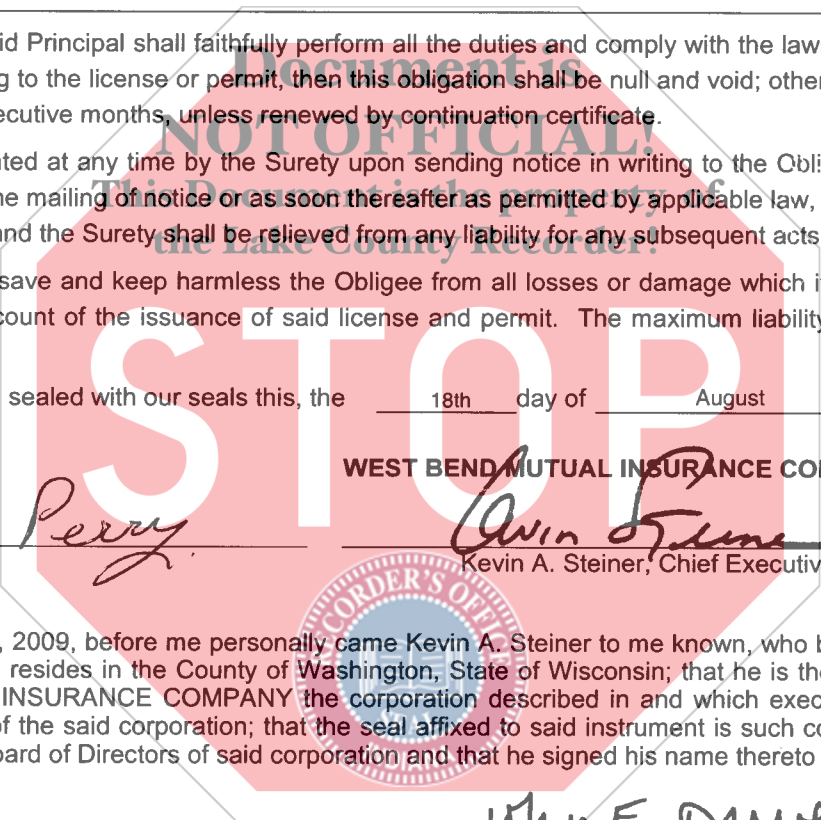 id Principal shall faithfully perform all the duties and comply with the law
Document is
g to the license or permit, then this obligation shall be null and void; other
ecutive months, unless renewed by continuation certificate.
NOT OFFICIAL!
ted at any time by the Surety upon sending notice in writing to the Obli
This Document is the property of
e mailing of notice or as soon thereafter as permitted by applicable law,
nd the Surety shall be relieved from any liability for any subsequent acts
the Lake County Recorder!
save and keep harmless the Obligee from all losses or damage which i
count of the issuance of said license and permit. The maximum liability
STOP
sealed with our seals this, the 18th day of August
WEST BEND MUTUAL INSURANCE CO
Perry
Kevin Steine
Kevin A. Steiner, Chief Executiv
RECORDER'S OFFICE
, 2009, before me personally came Kevin A. Steiner to me known, who b
resides in the County of Washington, State of Wisconsin; that he is the
INSURANCE COMPANY the corporation described in and which exec
of the said corporation; that the seal affixed to said instrument is such co
SEAL
INDIANA
oard of Directors of said corporation and that he signed his name thereto